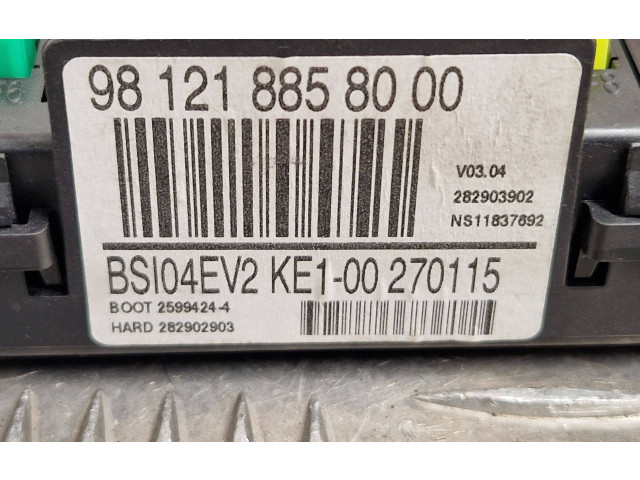 98 121 885 80 00
V03.04
282903902
NS11837692
BSI04EV2 KE1-00 270115
BOOT 2599424-4
HARD 282902903